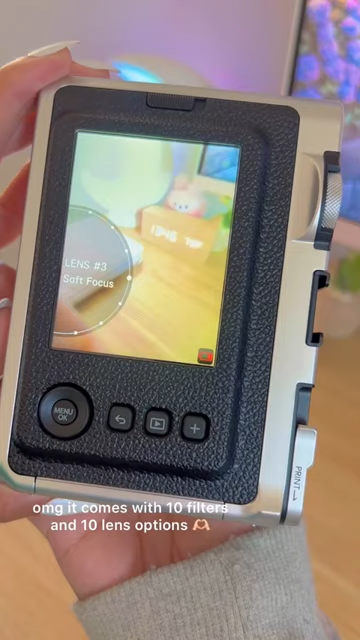 LENS #3
Soft Focus
MENU
OK
PRINT→
omg it comes with 10 filters
and 10 lens options 🫶🏻